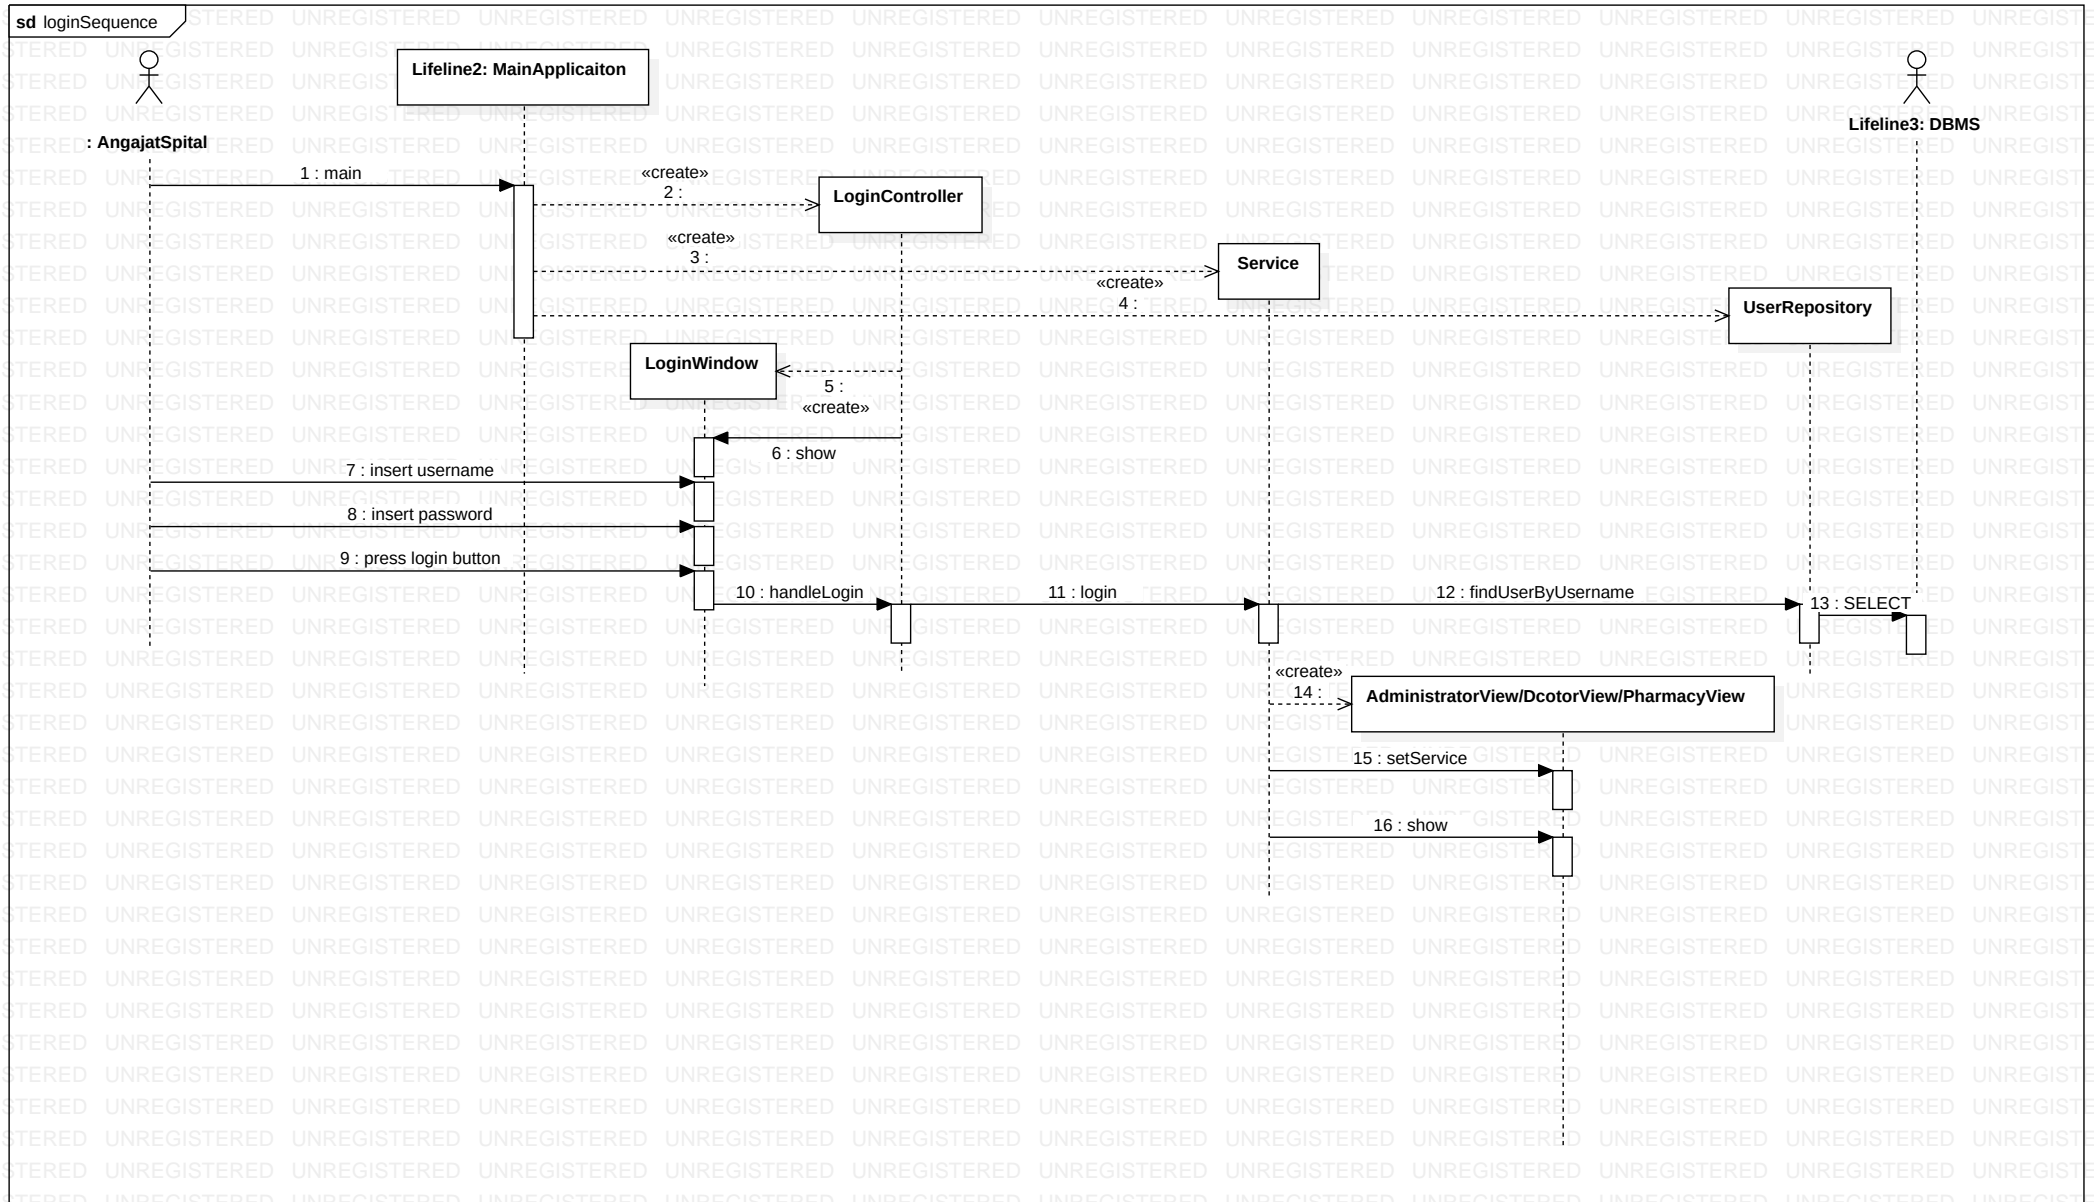 sd loginSequence
Lifeline2: MainApplicaiton
Lifeline3: DBMS
: AngajatSpital
1 : main
«create»
2 :
LoginController
«create»
3 :
Service
«create»
4 :
UserRepository
LoginWindow
5 :
«create»
6 : show
7 : insert username
8 : insert password
9 : press login button
10 : handleLogin
11 : login
12 : findUserByUsername
13 : SELECT
«create»
14 :
AdministratorView/DcotorView/PharmacyView
15 : setService
16 : show
UNREGISTERED